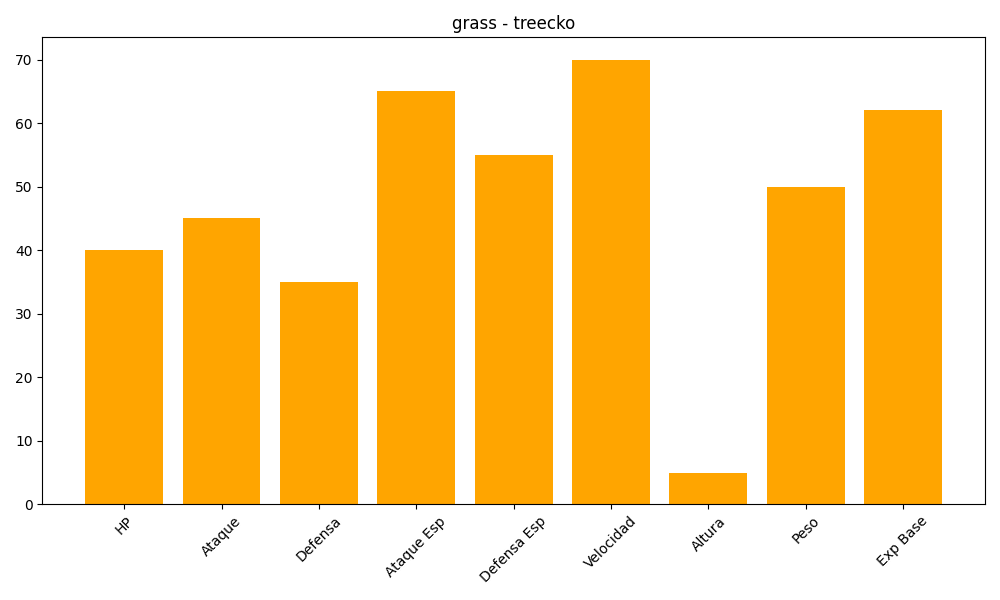 grass - treecko
70
60
50
40
30
20
10
0
HP
Ataque
Defensa
Ataque Esp
Defensa Esp
Velocidad
Altura
Peso
Exp Base